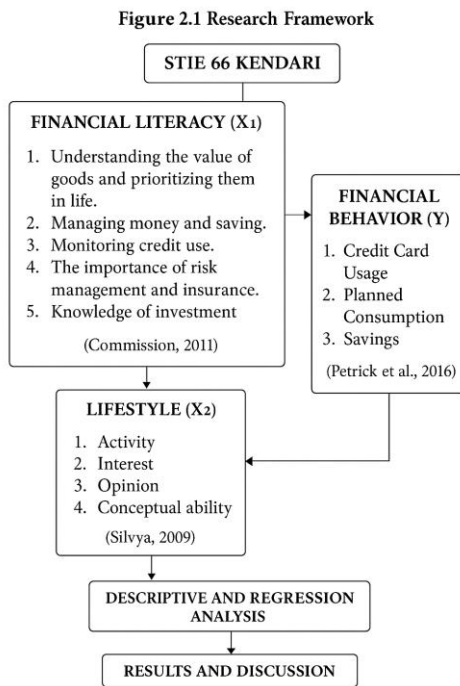 Figure 2.1 Research Framework
STIE 66 KENDARI
FINANCIAL LITERACY (X1)
1. Understanding the value of
goods and prioritizing them
in life.
2. Managing money and saving.
3. Monitoring credit use.
4. The importance of risk
management and insurance.
5. Knowledge of investment
(Commission, 2011)
FINANCIAL
BEHAVIOR (Y)
1. Credit Card
Usage
2. Planned
Consumption
3. Savings
(Petrick et al., 2016)
LIFESTYLE (X2)
1. Activity
2. Interest
3. Opinion
4. Conceptual ability
(Silvya, 2009)
DESCRIPTIVE AND REGRESSION
ANALYSIS
RESULTS AND DISCUSSION